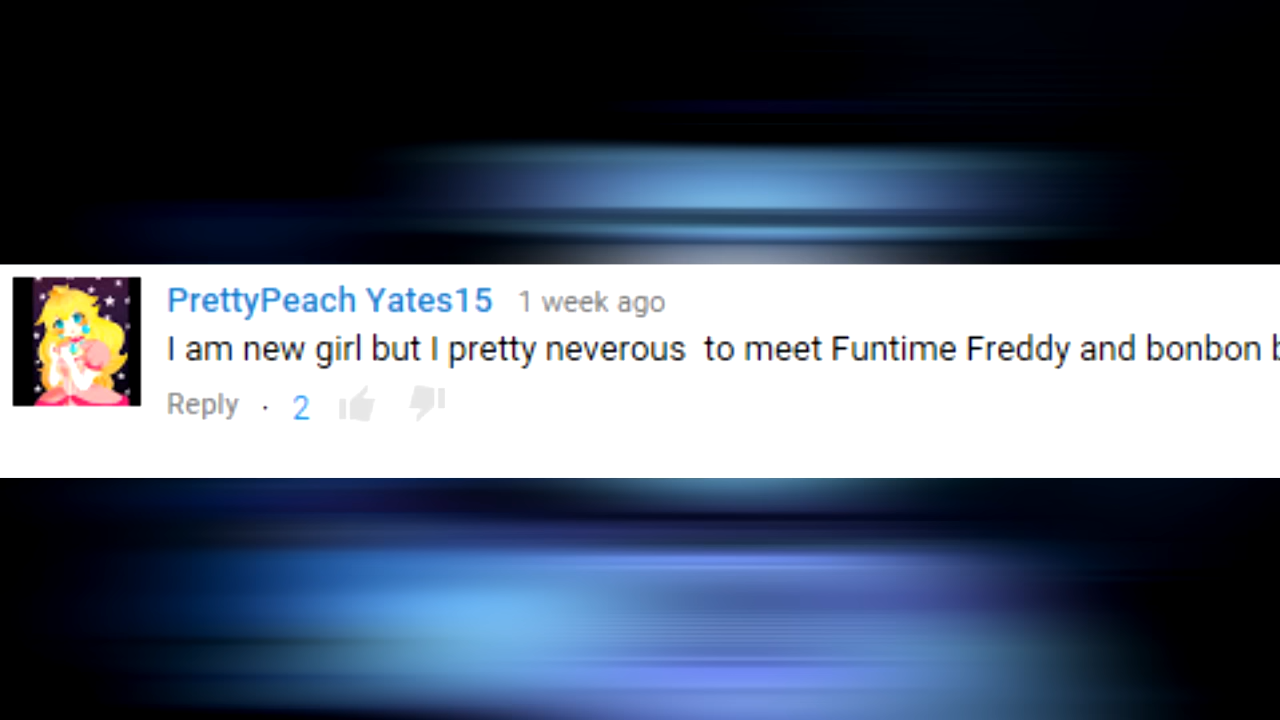 PrettyPeach Yates15 1 week ago
I am new girl but I pretty neverous  to meet Funtime Freddy and bonbon
Reply · 2